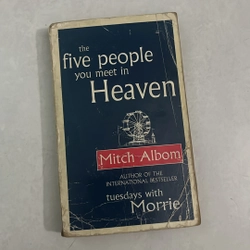 the
five people
you meet in
Heaven
Mitch Albom
AUTHOR OF THE
INTERNATIONAL BESTSELLER
tuesdays with
Morrie